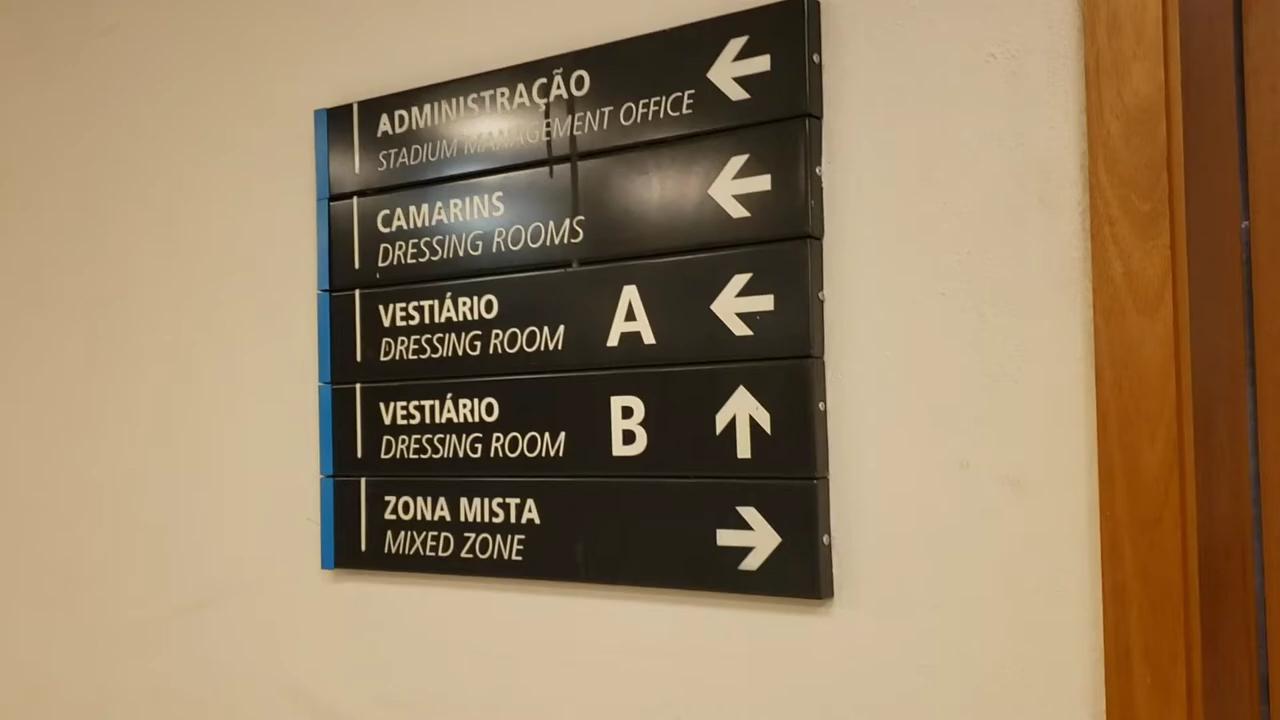 ADMINISTRAÇÃO
STADIUM MANAGEMENT OFFICE
CAMARINS
DRESSING ROOMS
VESTIÁRIO A
DRESSING ROOM
VESTIÁRIO B
DRESSING ROOM
ZONA MISTA
MIXED ZONE